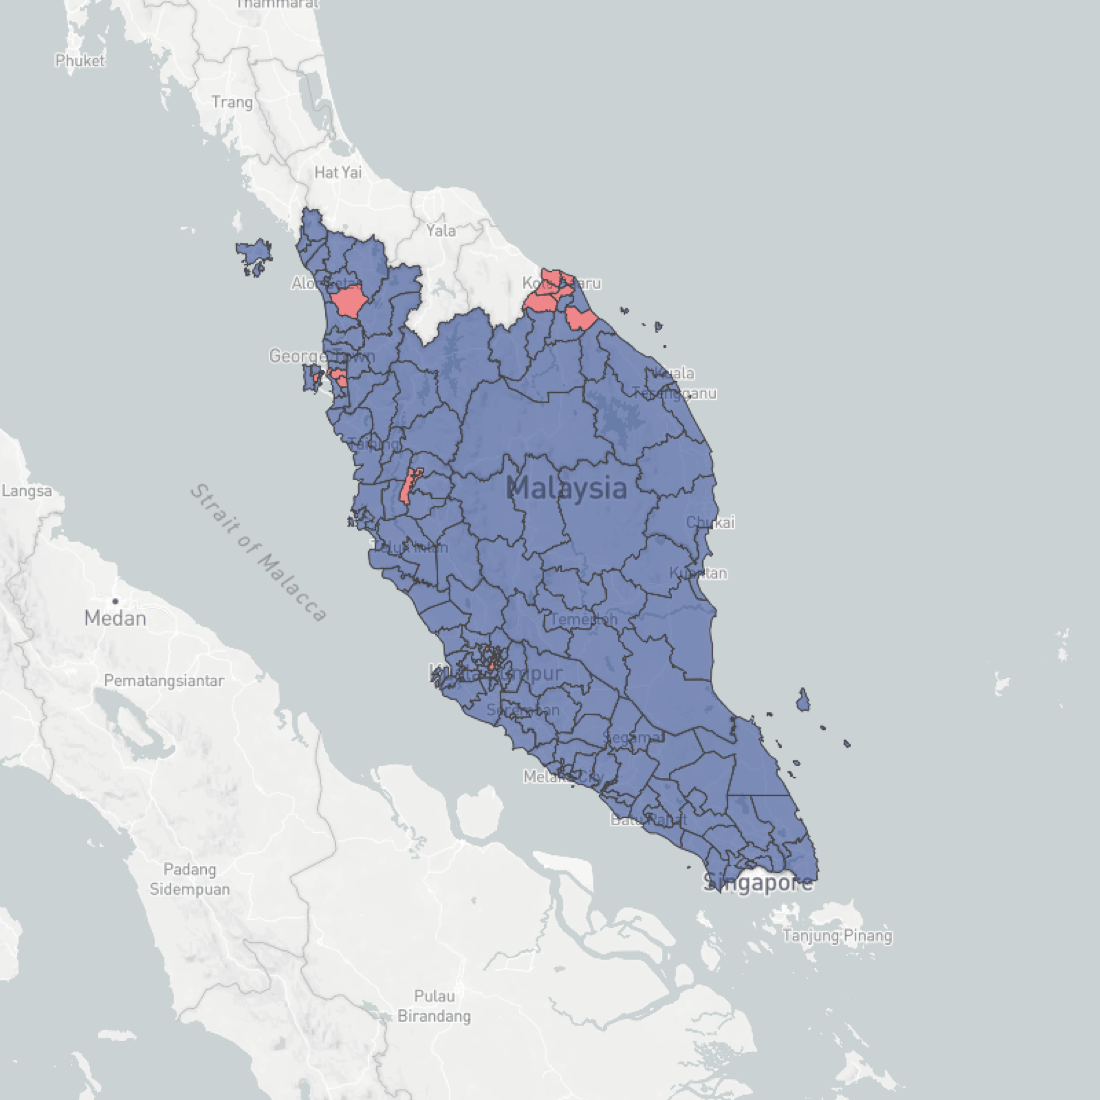 Thammarat
Phuket
Trang
Hat Yai
Yala
Alor Setar
Kota Bharu
George Town
Kuala
Terengganu
Taiping
Malaysia
Langsa
Strait of Malacca
Chukai
Teluk Intan
Kuantan
Medan
Temerloh
Kuala Lumpur
Pematangsiantar
Seremban
Segamat
Melaka City
Batu Pahat
Padang
Sidempuan
Singapore
Tanjung Pinang
Pulau
Birandang